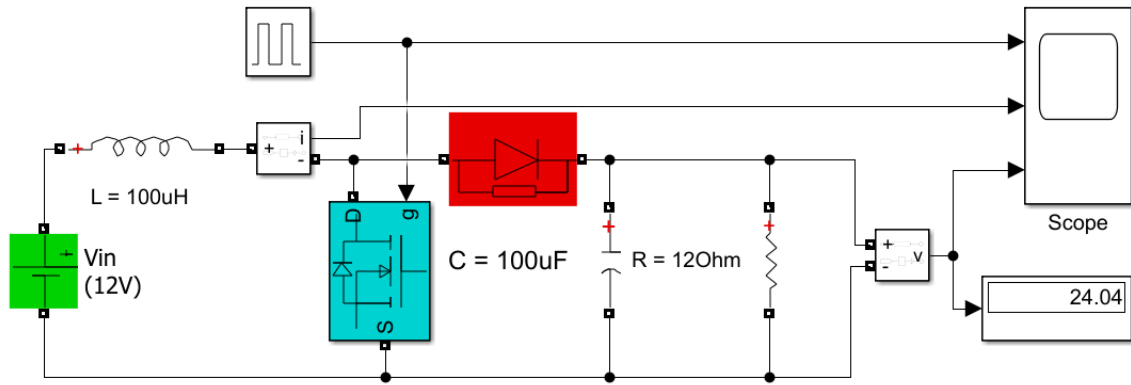 i
+
-
+
L = 100uH
D
g
S
Vin
(12V)
+
C = 100uF
+
R = 12Ohm
+
+
-
v
Scope
24.04